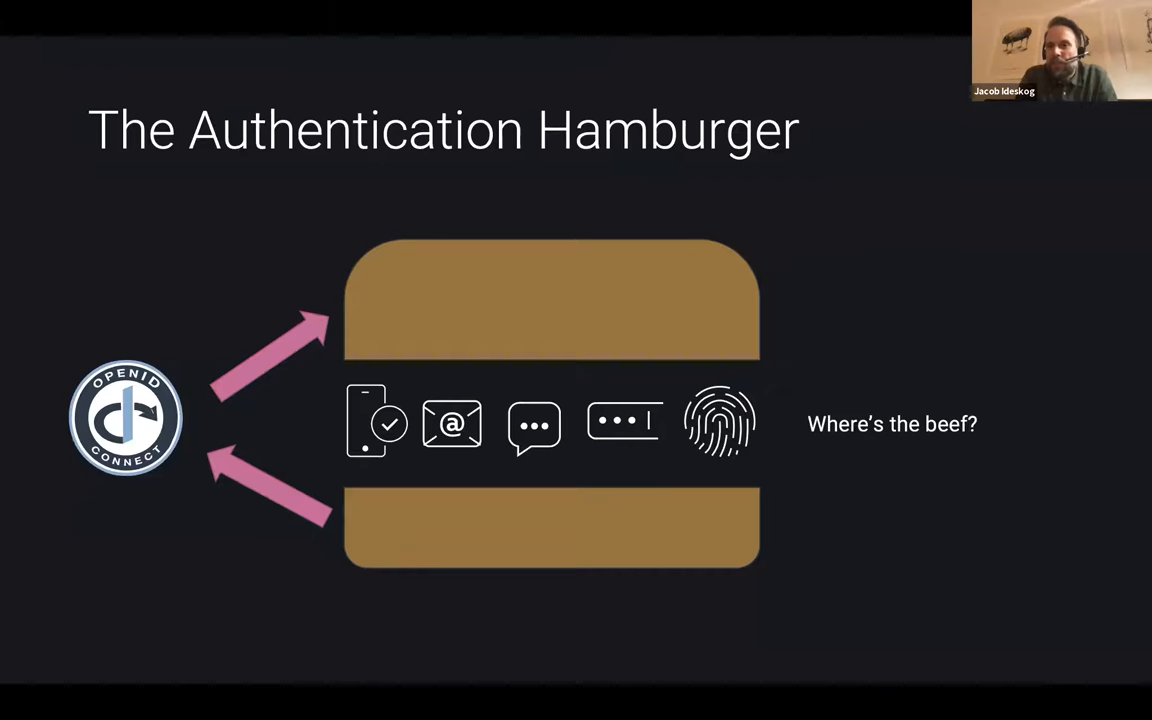 Jacob Ideskog
The Authentication Hamburger
OPENID
CONNECT
@
Where's the beef?